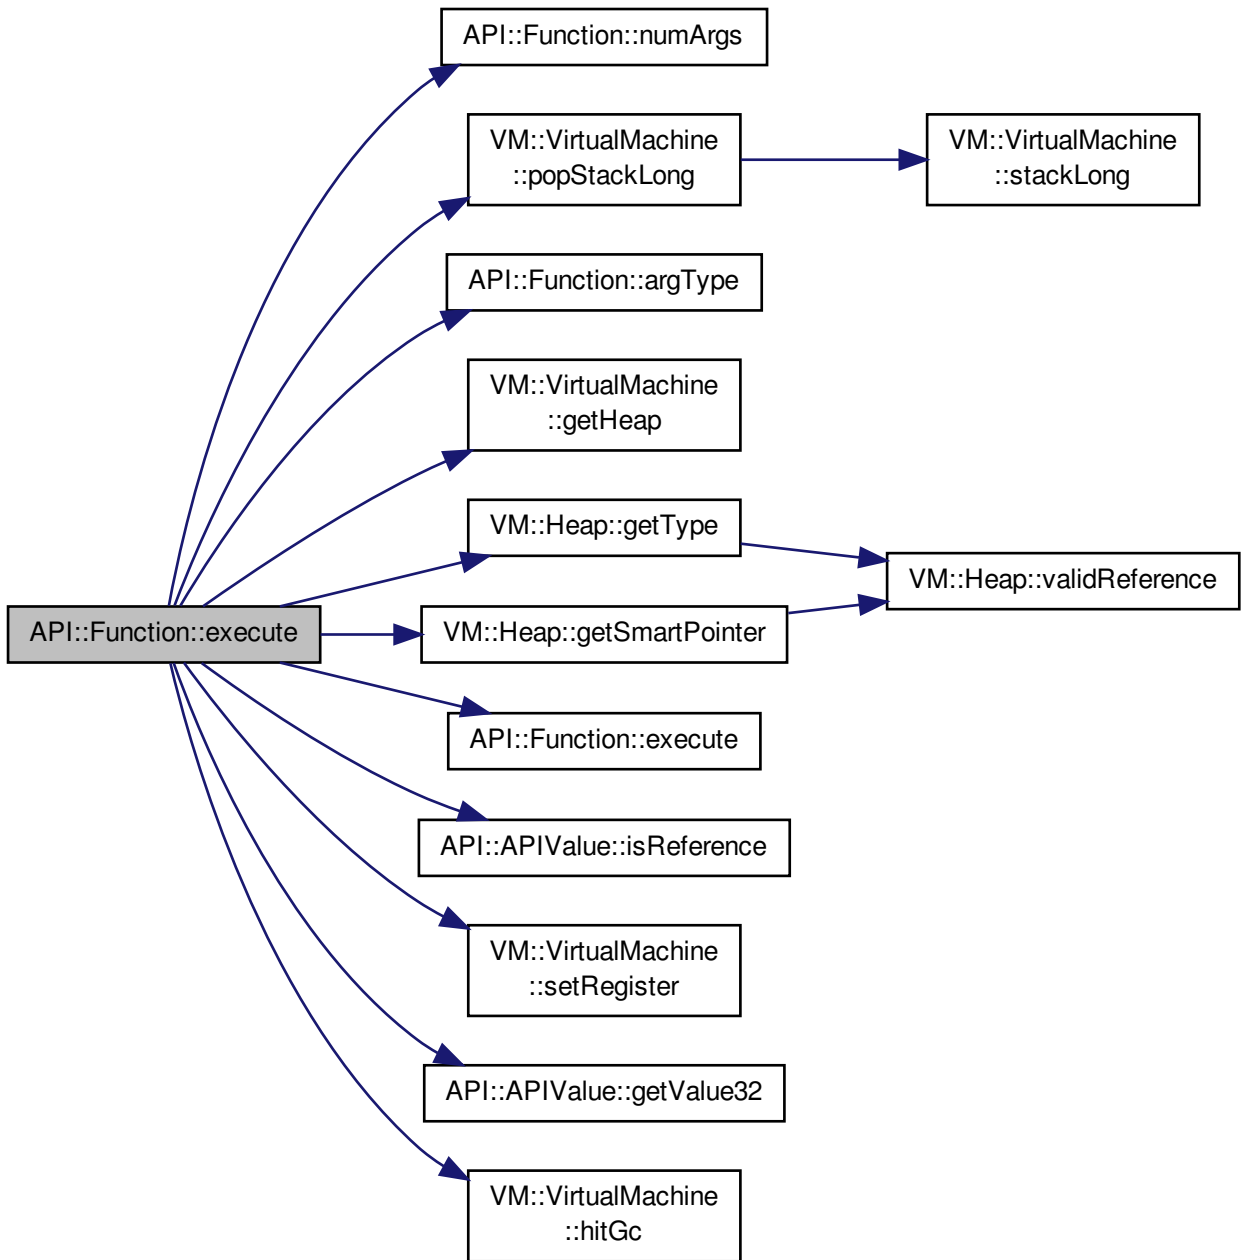 API::Function::numArgs
VM::VirtualMachine
::popStackLong
VM::VirtualMachine
::stackLong
API::Function::argType
VM::VirtualMachine
::getHeap
VM::Heap::getType
VM::Heap::validReference
API::Function::execute
VM::Heap::getSmartPointer
API::Function::execute
API::APIValue::isReference
VM::VirtualMachine
::setRegister
API::APIValue::getValue32
VM::VirtualMachine
::hitGc